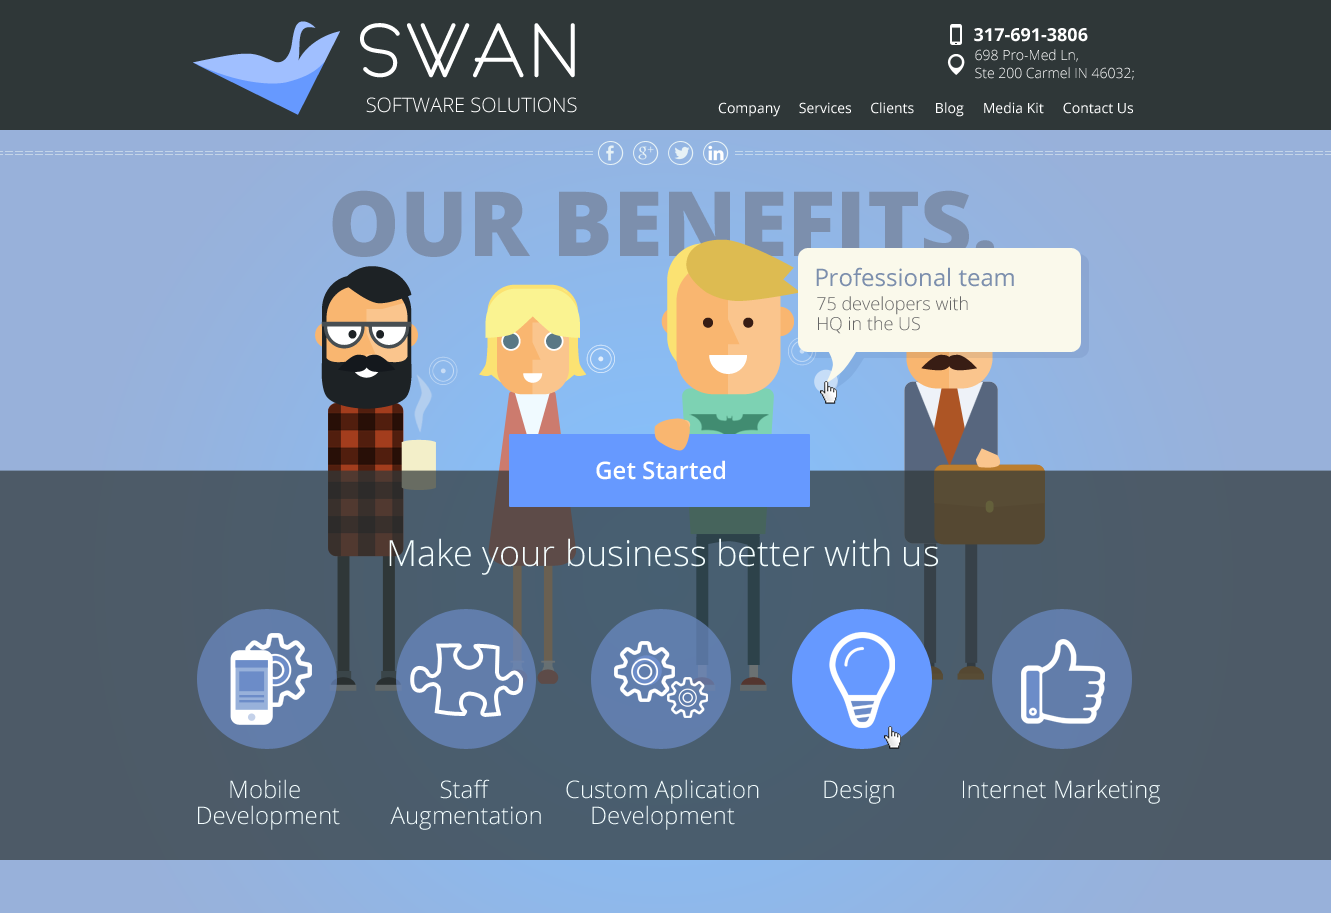 SWAN
SOFTWARE SOLUTIONS
317-691-3806
698 Pro-Med Ln,
Ste 200 Carmel IN 46032;
Company Services Clients Blog Media Kit Contact Us
f g+ in
OUR BENEFITS.
Professional team
75 developers with
HQ in the US
Get Started
Make your business better with us
Mobile
Development
Staff
Augmentation
Custom Aplication
Development
Design
Internet Marketing